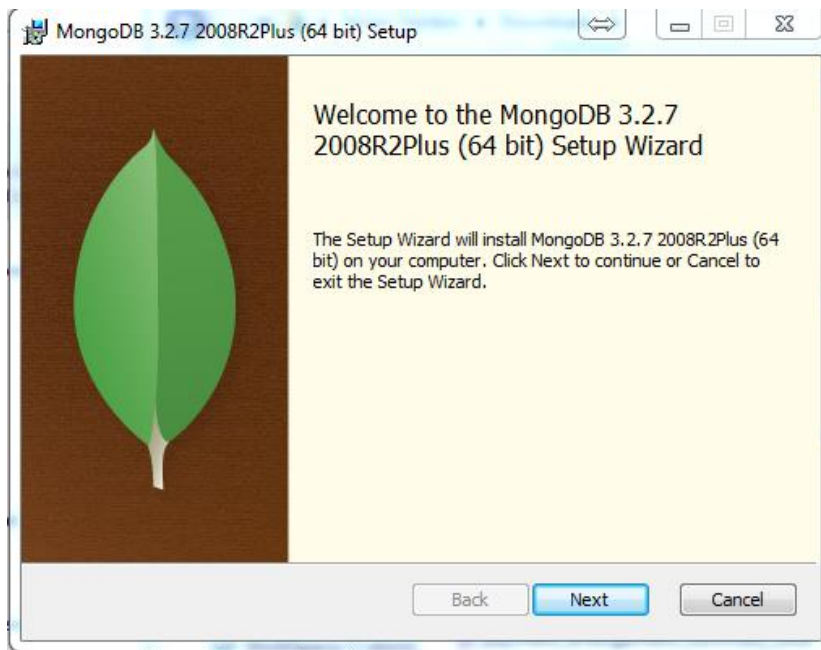 MongoDB 3.2.7 2008R2Plus (64 bit) Setup
Welcome to the MongoDB 3.2.7
2008R2Plus (64 bit) Setup Wizard
The Setup Wizard will install MongoDB 3.2.7 2008R2Plus (64
bit) on your computer. Click Next to continue or Cancel to
exit the Setup Wizard.
Back
Next
Cancel